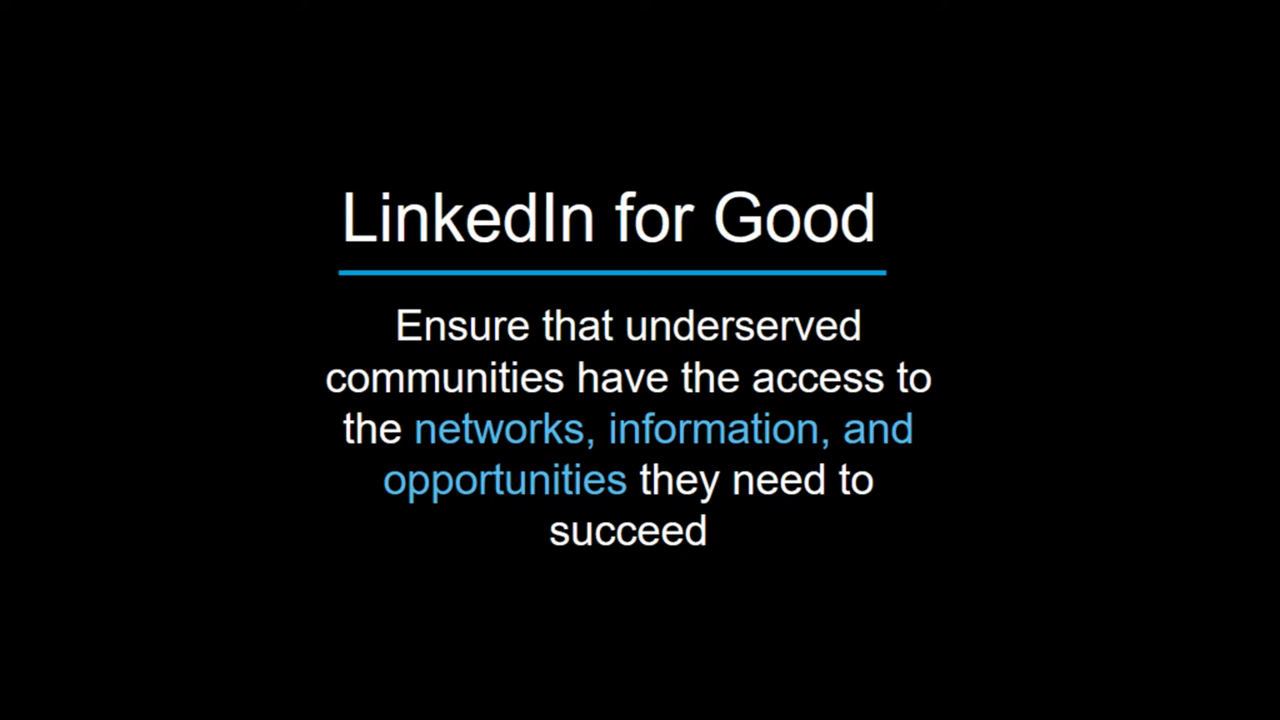 LinkedIn for Good
Ensure that underserved
communities have the access to
the networks, information, and
opportunities they need to
succeed